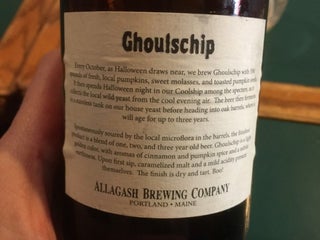 Ghoulschip
Every October, as Halloween draws near, we brew Ghoulschip with
pounds of fresh, local pumpkins, sweet molasses, and toasted pumpkin
It then spends Halloween night in our Coolship among the specters, as it
collects the local wild yeast from the cool evening air. The beer then ferments
in a stainless tank on our house yeast before heading into oak barrels, where it
will age for up to three years.
Spontaneously soured by the local microflora in the barrels, the finished
product is a blend of one, two, and three year old beer. Ghoulschip is a
golden color, with aromas of cinnamon and pumpkin spice and a subtle
earthiness. Upon first sip, caramelized malt and a mild acidity present
themselves. The finish is dry and tart. Boo!
ALLAGASH BREWING COMPANY
PORTLAND • MAINE